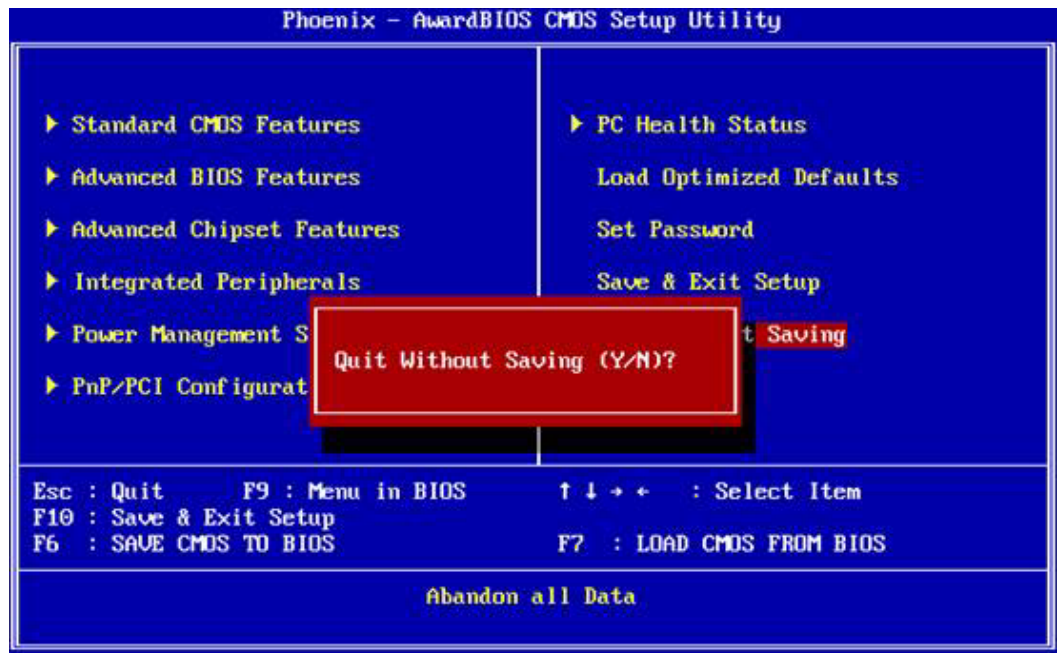 Phoenix - AwardBIOS CMOS Setup Utility
Standard CMOS Features
Advanced BIOS Features
Advanced Chipset Features
Integrated Peripherals
Power Management S
PnP/PCI Configurat
PC Health Status
Load Optimized Defaults
Set Password
Save & Exit Setup
t Saving
Quit Without Saving (Y/N)?
Esc : Quit F9 : Menu in BIOS ↑ ↓ → ← : Select Item
F10 : Save & Exit Setup
F6 : SAVE CMOS TO BIOS F7 : LOAD CMOS FROM BIOS
Abandon all Data